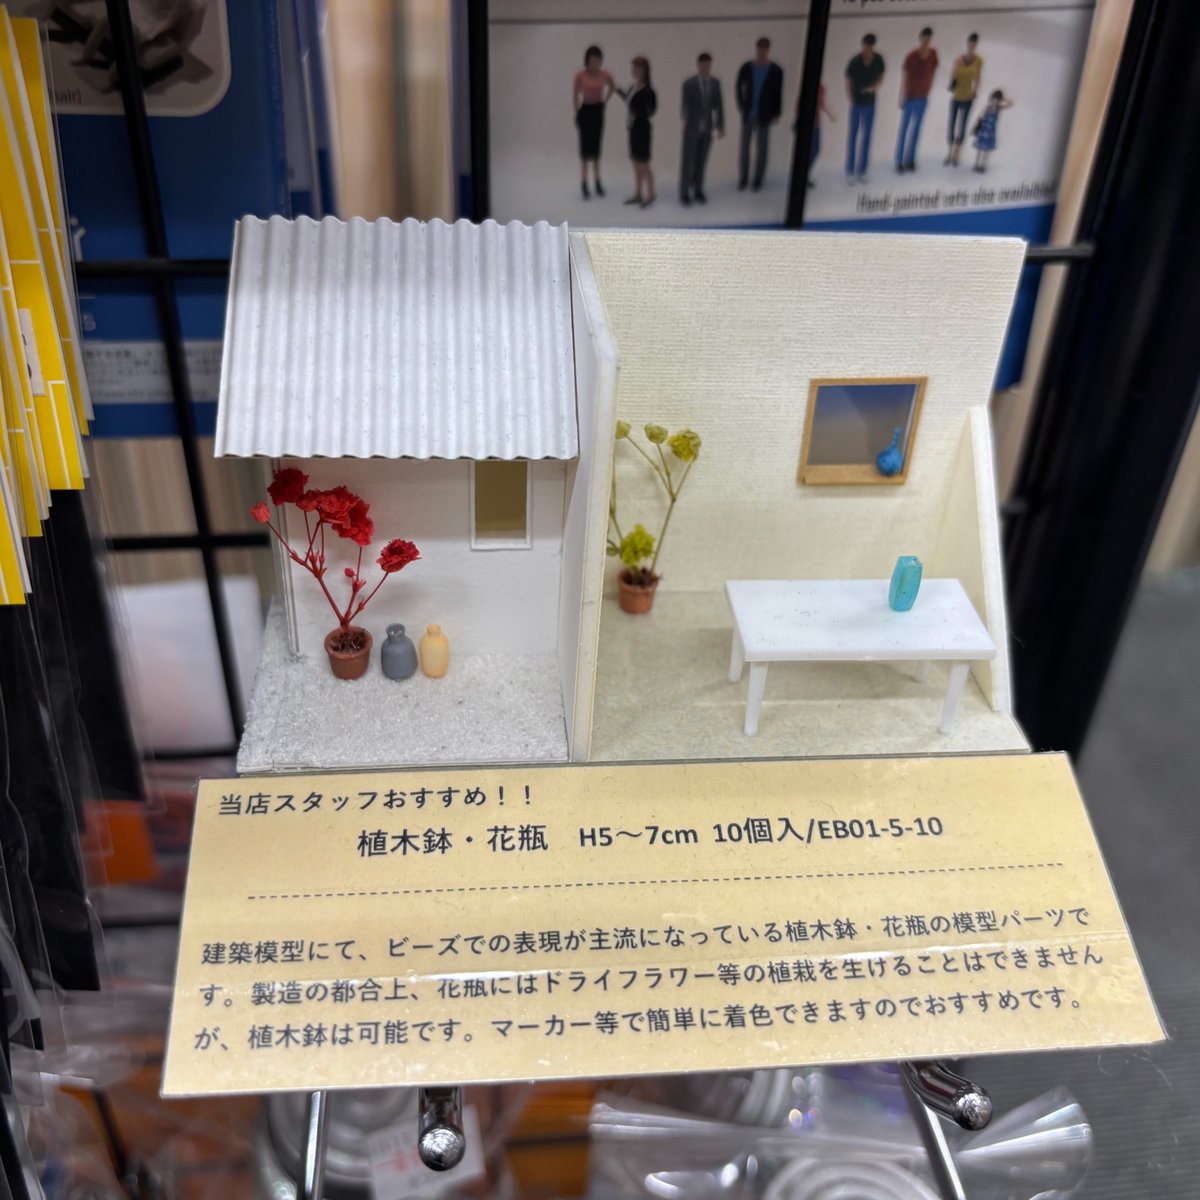 hair)
Hand-painted sets also available!
当店スタッフおすすめ！！
植木鉢・花瓶　H5～7cm 10個入/EB01-5-10
建築模型にて、ビーズでの表現が主流になっている植木鉢・花瓶の模型パーツで
す。製造の都合上、花瓶にはドライフラワー等の植栽を生けることはできません
が、植木鉢は可能です。マーカー等で簡単に着色できますのでおすすめです。